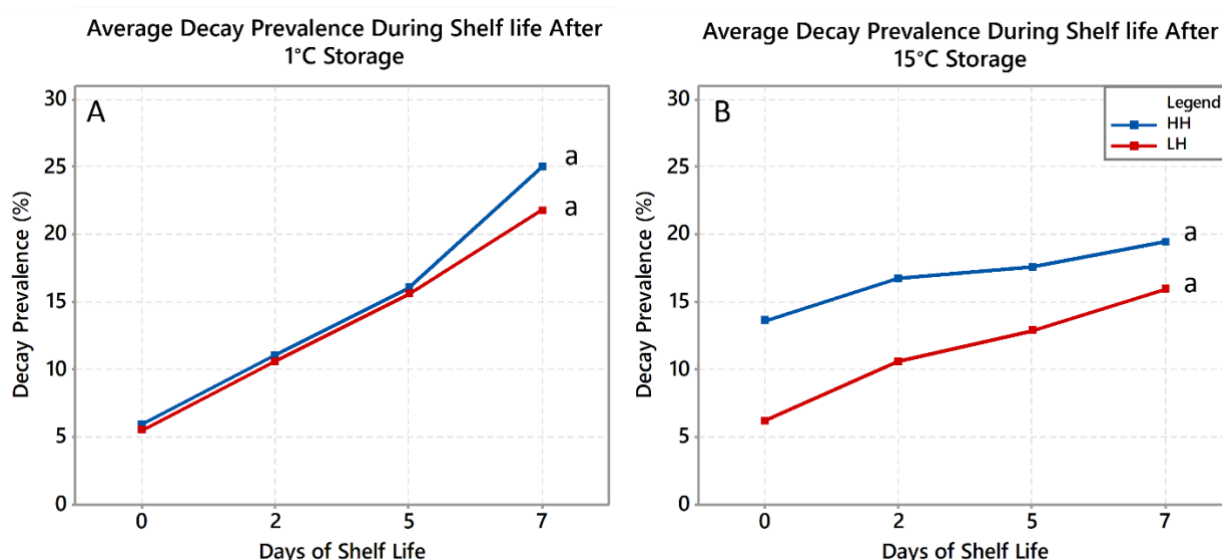 Average Decay Prevalence During Shelf life After
1°C Storage
A
30
25
20
15
10
5
0
Decay Prevalence (%)
a
a
0 2 5 7
Days of Shelf Life
Average Decay Prevalence During Shelf life After
15°C Storage
B
30
25
20
15
10
5
0
Decay Prevalence (%)
Legend
HH
LH
a
a
0 2 5 7
Days of Shelf Life